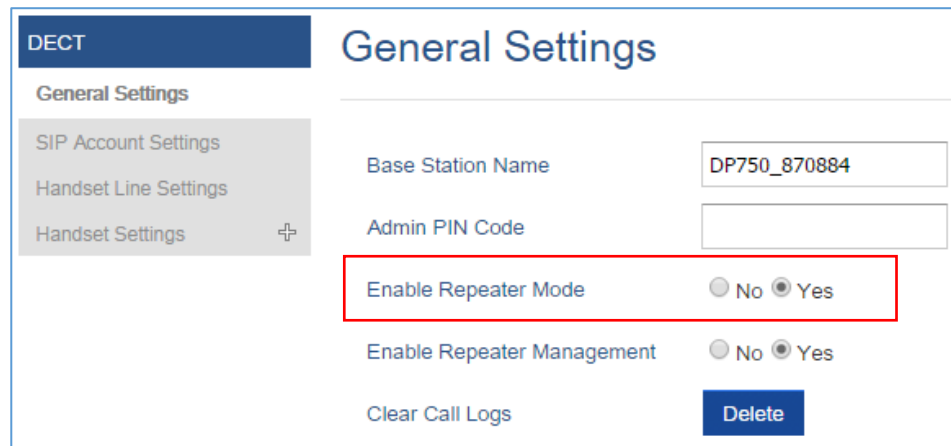 DECT
General Settings
SIP Account Settings
Handset Line Settings
Handset Settings
General Settings
Base Station Name DP750_870884
Admin PIN Code
Enable Repeater Mode No Yes
Enable Repeater Management No Yes
Clear Call Logs Delete